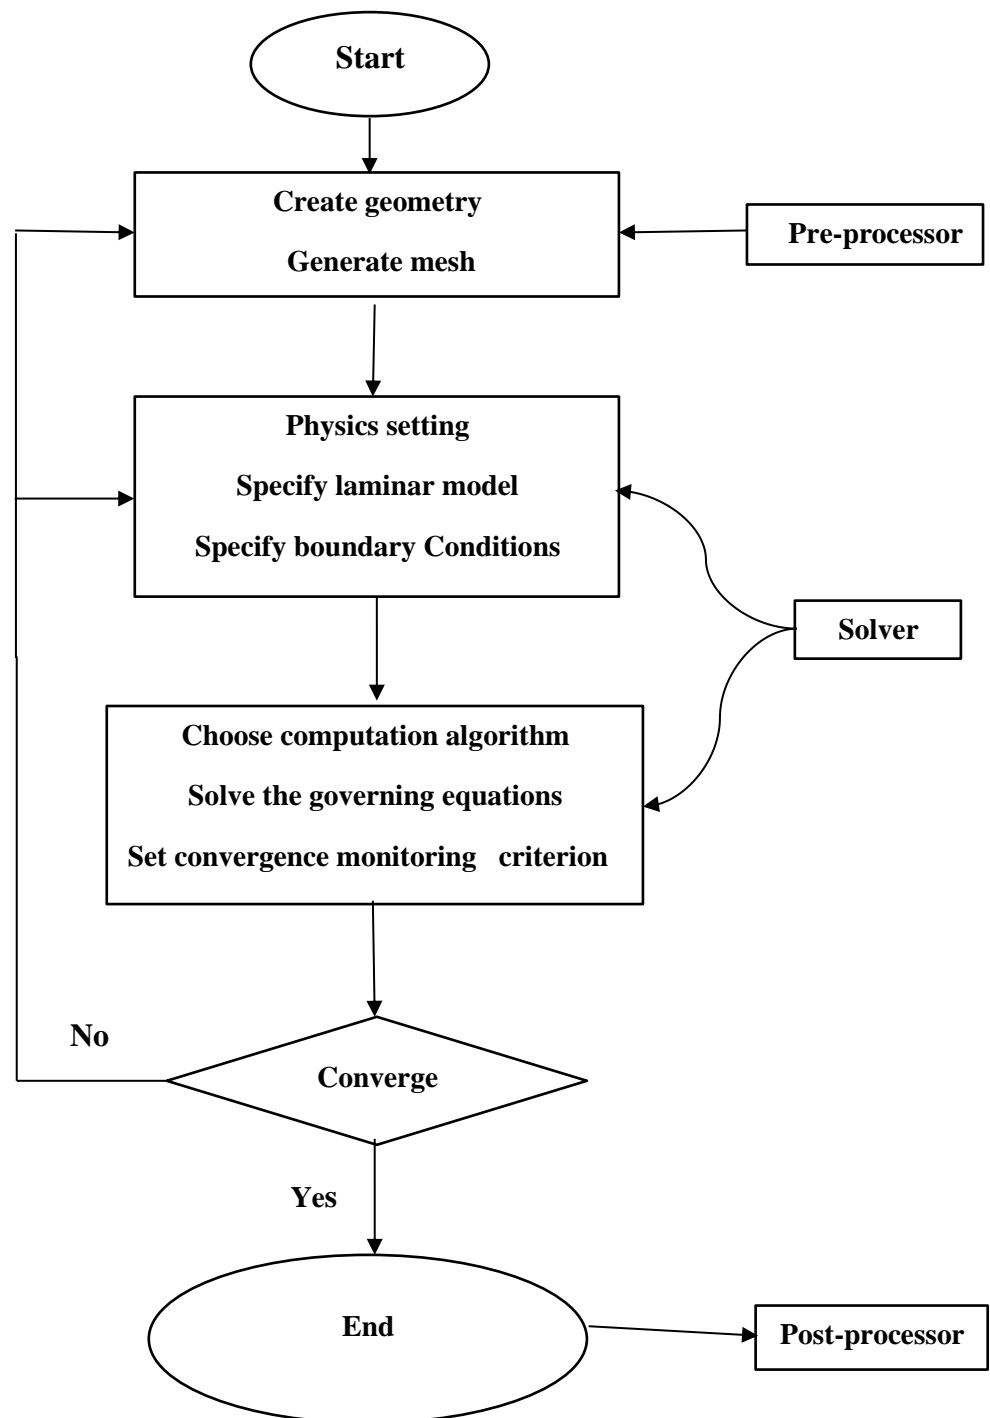 Start
Create geometry
Generate mesh
Pre-processor
Physics setting
Specify laminar model
Specify boundary Conditions
Solver
Choose computation algorithm
Solve the governing equations
Set convergence monitoring criterion
No
Converge
Yes
End
Post-processor